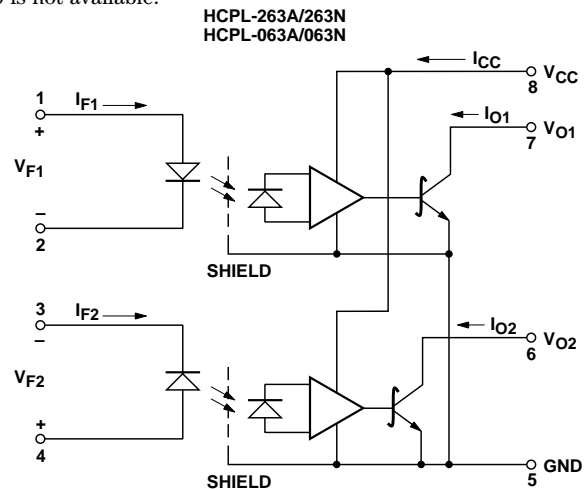 is not available.
HCPL-263A/263N
HCPL-063A/063N
ICC
8 VCC
1 IF1
+
VF1
–
2
IO1
VO1
7
SHIELD
3 IF2
–
VF2
+
4
IO2
VO2
6
GND
5
SHIELD